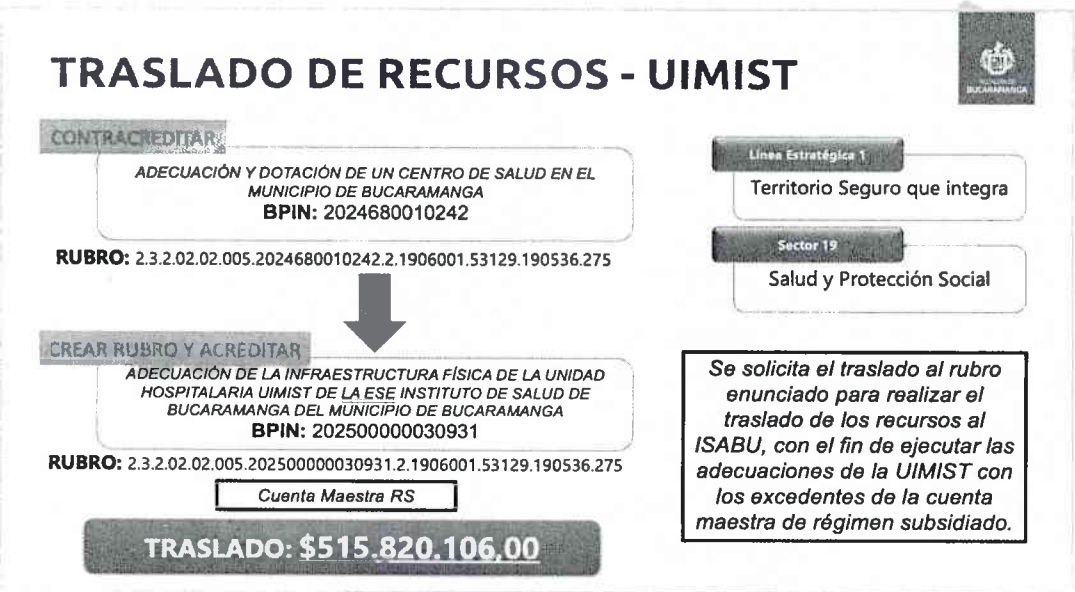 TRASLADO DE RECURSOS - UIMIST
BUCARAMANGA
CONTRACREDITAR
ADECUACIÓN Y DOTACIÓN DE UN CENTRO DE SALUD EN EL
MUNICIPIO DE BUCARAMANGA
BPIN: 2024680010242
RUBRO: 2.3.2.02.02.005.2024680010242.2.1906001.53129.190536.275
CREAR RUBRO Y ACREDITAR
ADECUACIÓN DE LA INFRAESTRUCTURA FÍSICA DE LA UNIDAD
HOSPITALARIA UIMIST DE LA ESE INSTITUTO DE SALUD DE
BUCARAMANGA DEL MUNICIPIO DE BUCARAMANGA
BPIN: 202500000030931
RUBRO: 2.3.2.02.02.005.202500000030931.2.1906001.53129.190536.275
Cuenta Maestra RS
TRASLADO: $515.820.106,00
Línea Estratégica 1
Territorio Seguro que integra
Sector 19
Salud y Protección Social
Se solicita el traslado al rubro
enunciado para realizar el
traslado de los recursos al
ISABU, con el fin de ejecutar las
adecuaciones de la UIMIST con
los excedentes de la cuenta
maestra de régimen subsidiado.